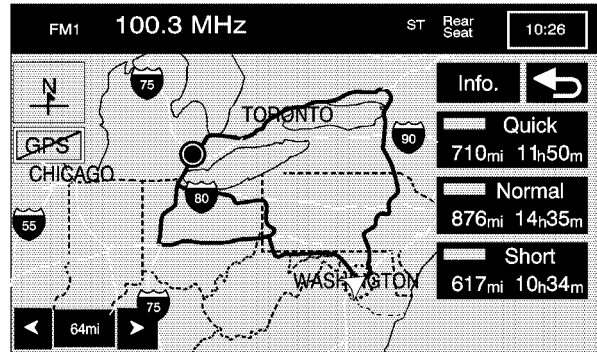 FM1 100.3 MHz ST Rear Seat 10:26
N
75
Info.
TORONTO
Quick
710mi 11h50m
90
GPS
CHICAGO
80
Normal
876mi 14h35m
55
Short
617mi 10h34m
WASHINGTON
75
64mi